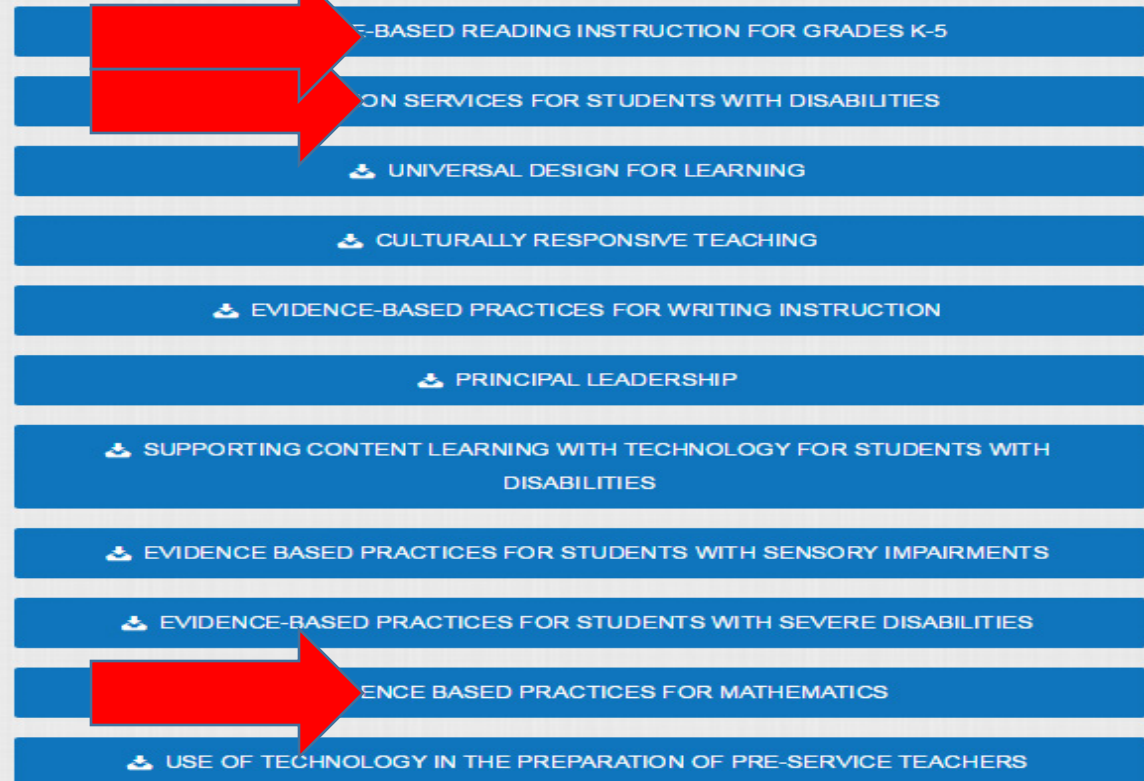 -BASED READING INSTRUCTION FOR GRADES K-5
SERVICES FOR STUDENTS WITH DISABILITIES
UNIVERSAL DESIGN FOR LEARNING
CULTURALLY RESPONSIVE TEACHING
EVIDENCE-BASED PRACTICES FOR WRITING INSTRUCTION
PRINCIPAL LEADERSHIP
SUPPORTING CONTENT LEARNING WITH TECHNOLOGY FOR STUDENTS WITH
DISABILITIES
EVIDENCE BASED PRACTICES FOR STUDENTS WITH SENSORY IMPAIRMENTS
EVIDENCE-BASED PRACTICES FOR STUDENTS WITH SEVERE DISABILITIES
BASED PRACTICES FOR MATHEMATICS
USE OF TECHNOLOGY IN THE PREPARATION OF PRE-SERVICE TEACHERS